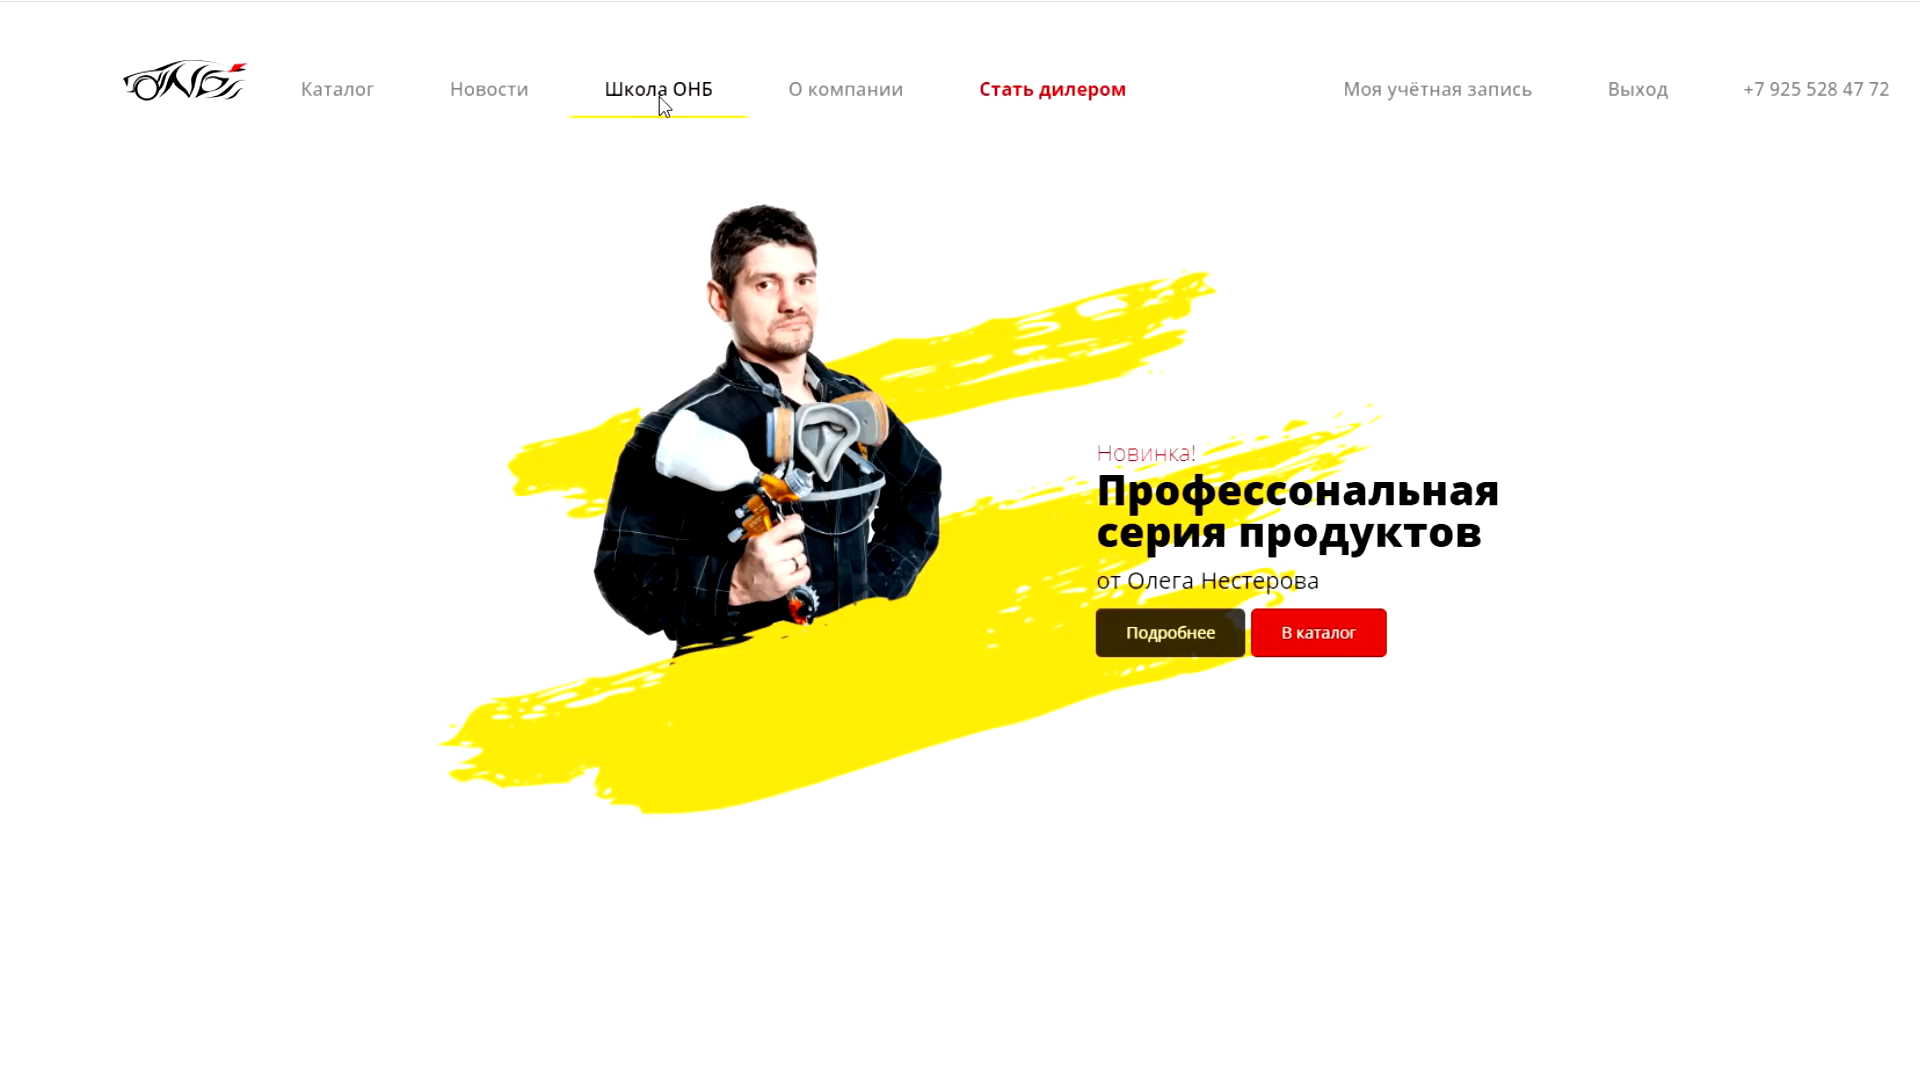 ONB
Каталог
Новости
Школа ОНБ
О компании
Стать дилером
Моя учётная запись
Выход
+7 925 528 47 72
Новинка!
Профессональная
серия продуктов
от Олега Нестерова
Подробнее
В каталог